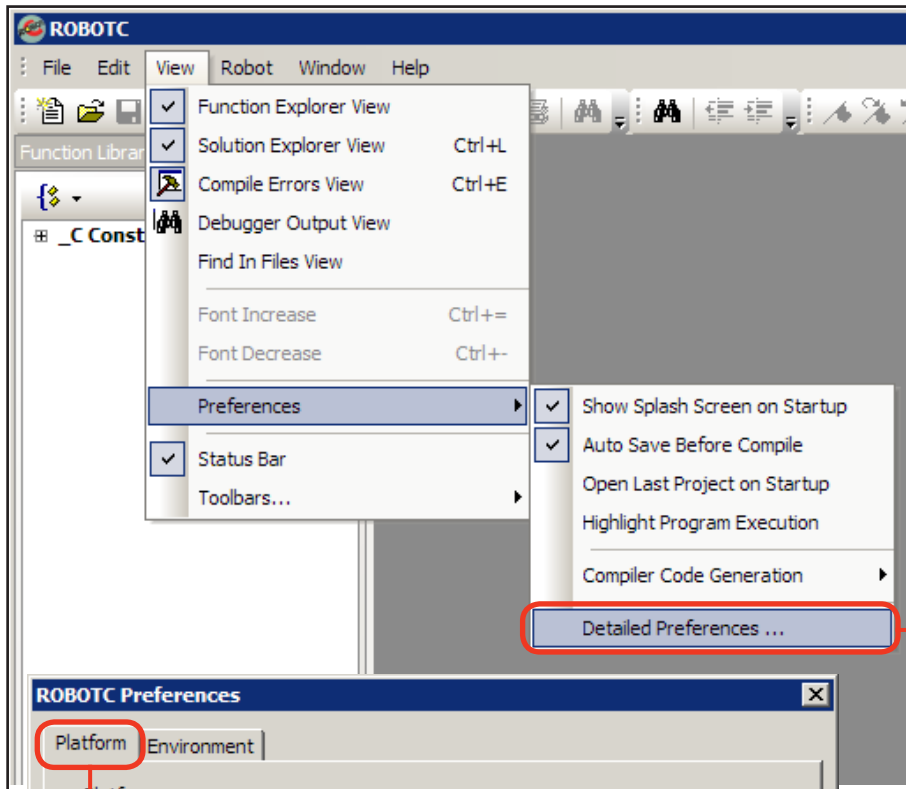 ROBOTC
File Edit View Robot Window Help
Function Explorer View
Function Librar
Solution Explorer View Ctrl+L
Compile Errors View Ctrl+E
Debugger Output View
_C Const
Find In Files View
Font Increase Ctrl+=
Font Decrease Ctrl+-
Preferences
Show Splash Screen on Startup
Auto Save Before Compile
Status Bar
Open Last Project on Startup
Toolbars...
Highlight Program Execution
Compiler Code Generation
Detailed Preferences ...
ROBOTC Preferences
Platform Environment